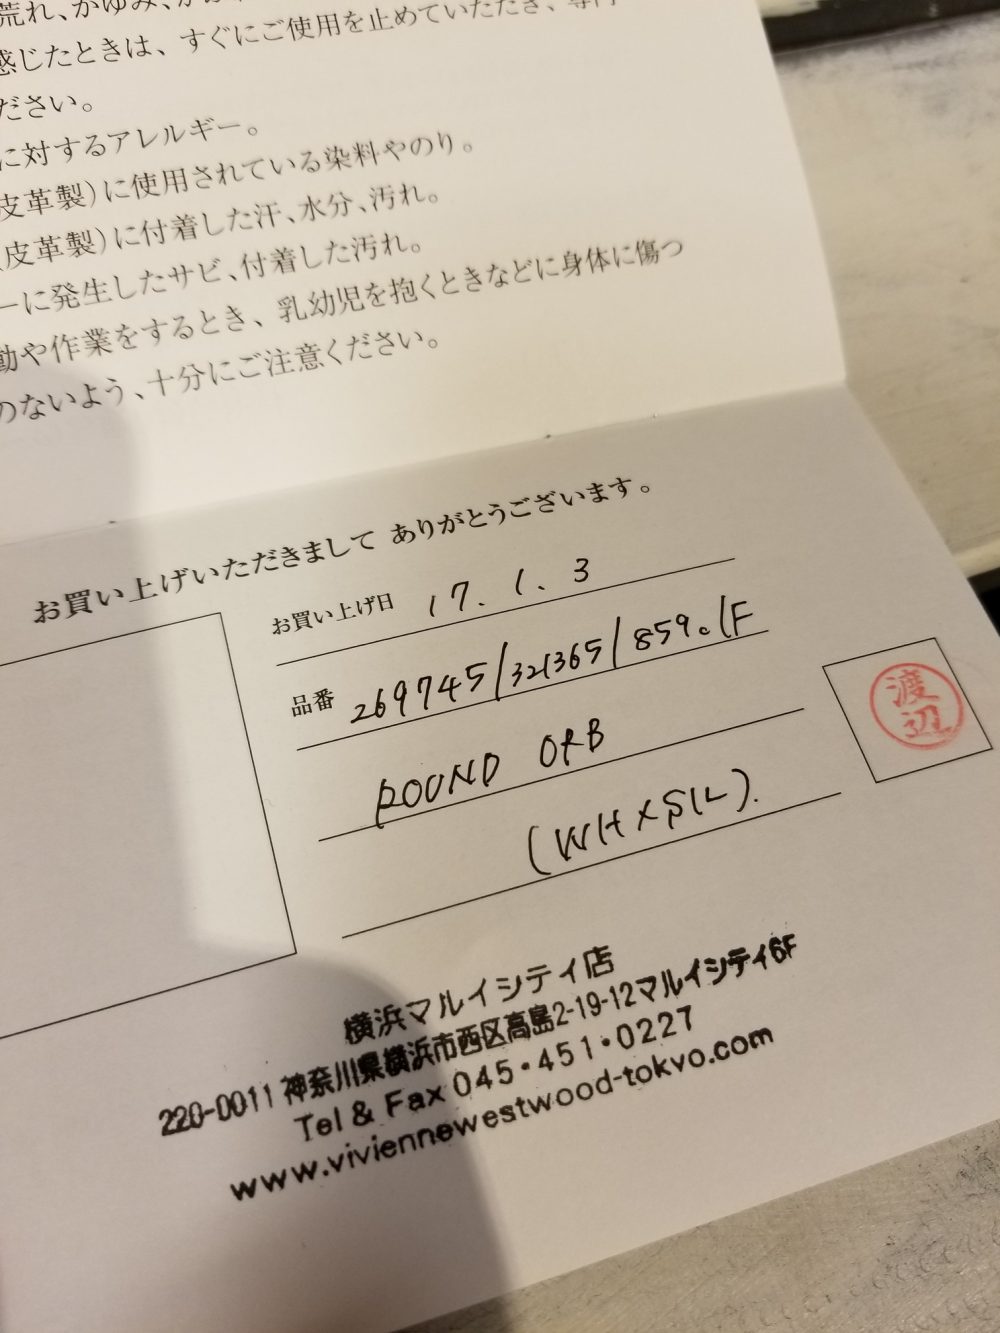 荒れ、かゆみ、か
感じたときは、すぐにご使用を止めていただき、専門
ださい。
に対するアレルギー。
皮革製)に使用されている染料やのり。
(皮革製)に付着した汗、水分、汚れ。
ーに発生したサビ、付着した汚れ。
動や作業をするとき、乳幼児を抱くときなどに身体に傷つ
のないよう、十分にご注意ください。
お買い上げいただきまして ありがとうございます。
お買い上げ日 17. 1. 3
品番 269745/321365/859。(F
ROUND ORB
(WH×SIL).
渡辺
横浜マルイシティ店
220-0011 神奈川県横浜市西区高島2-19-12マルイシティ6F
Tel & Fax 045・451・0227
www.viviennewestwood-tokyo.com